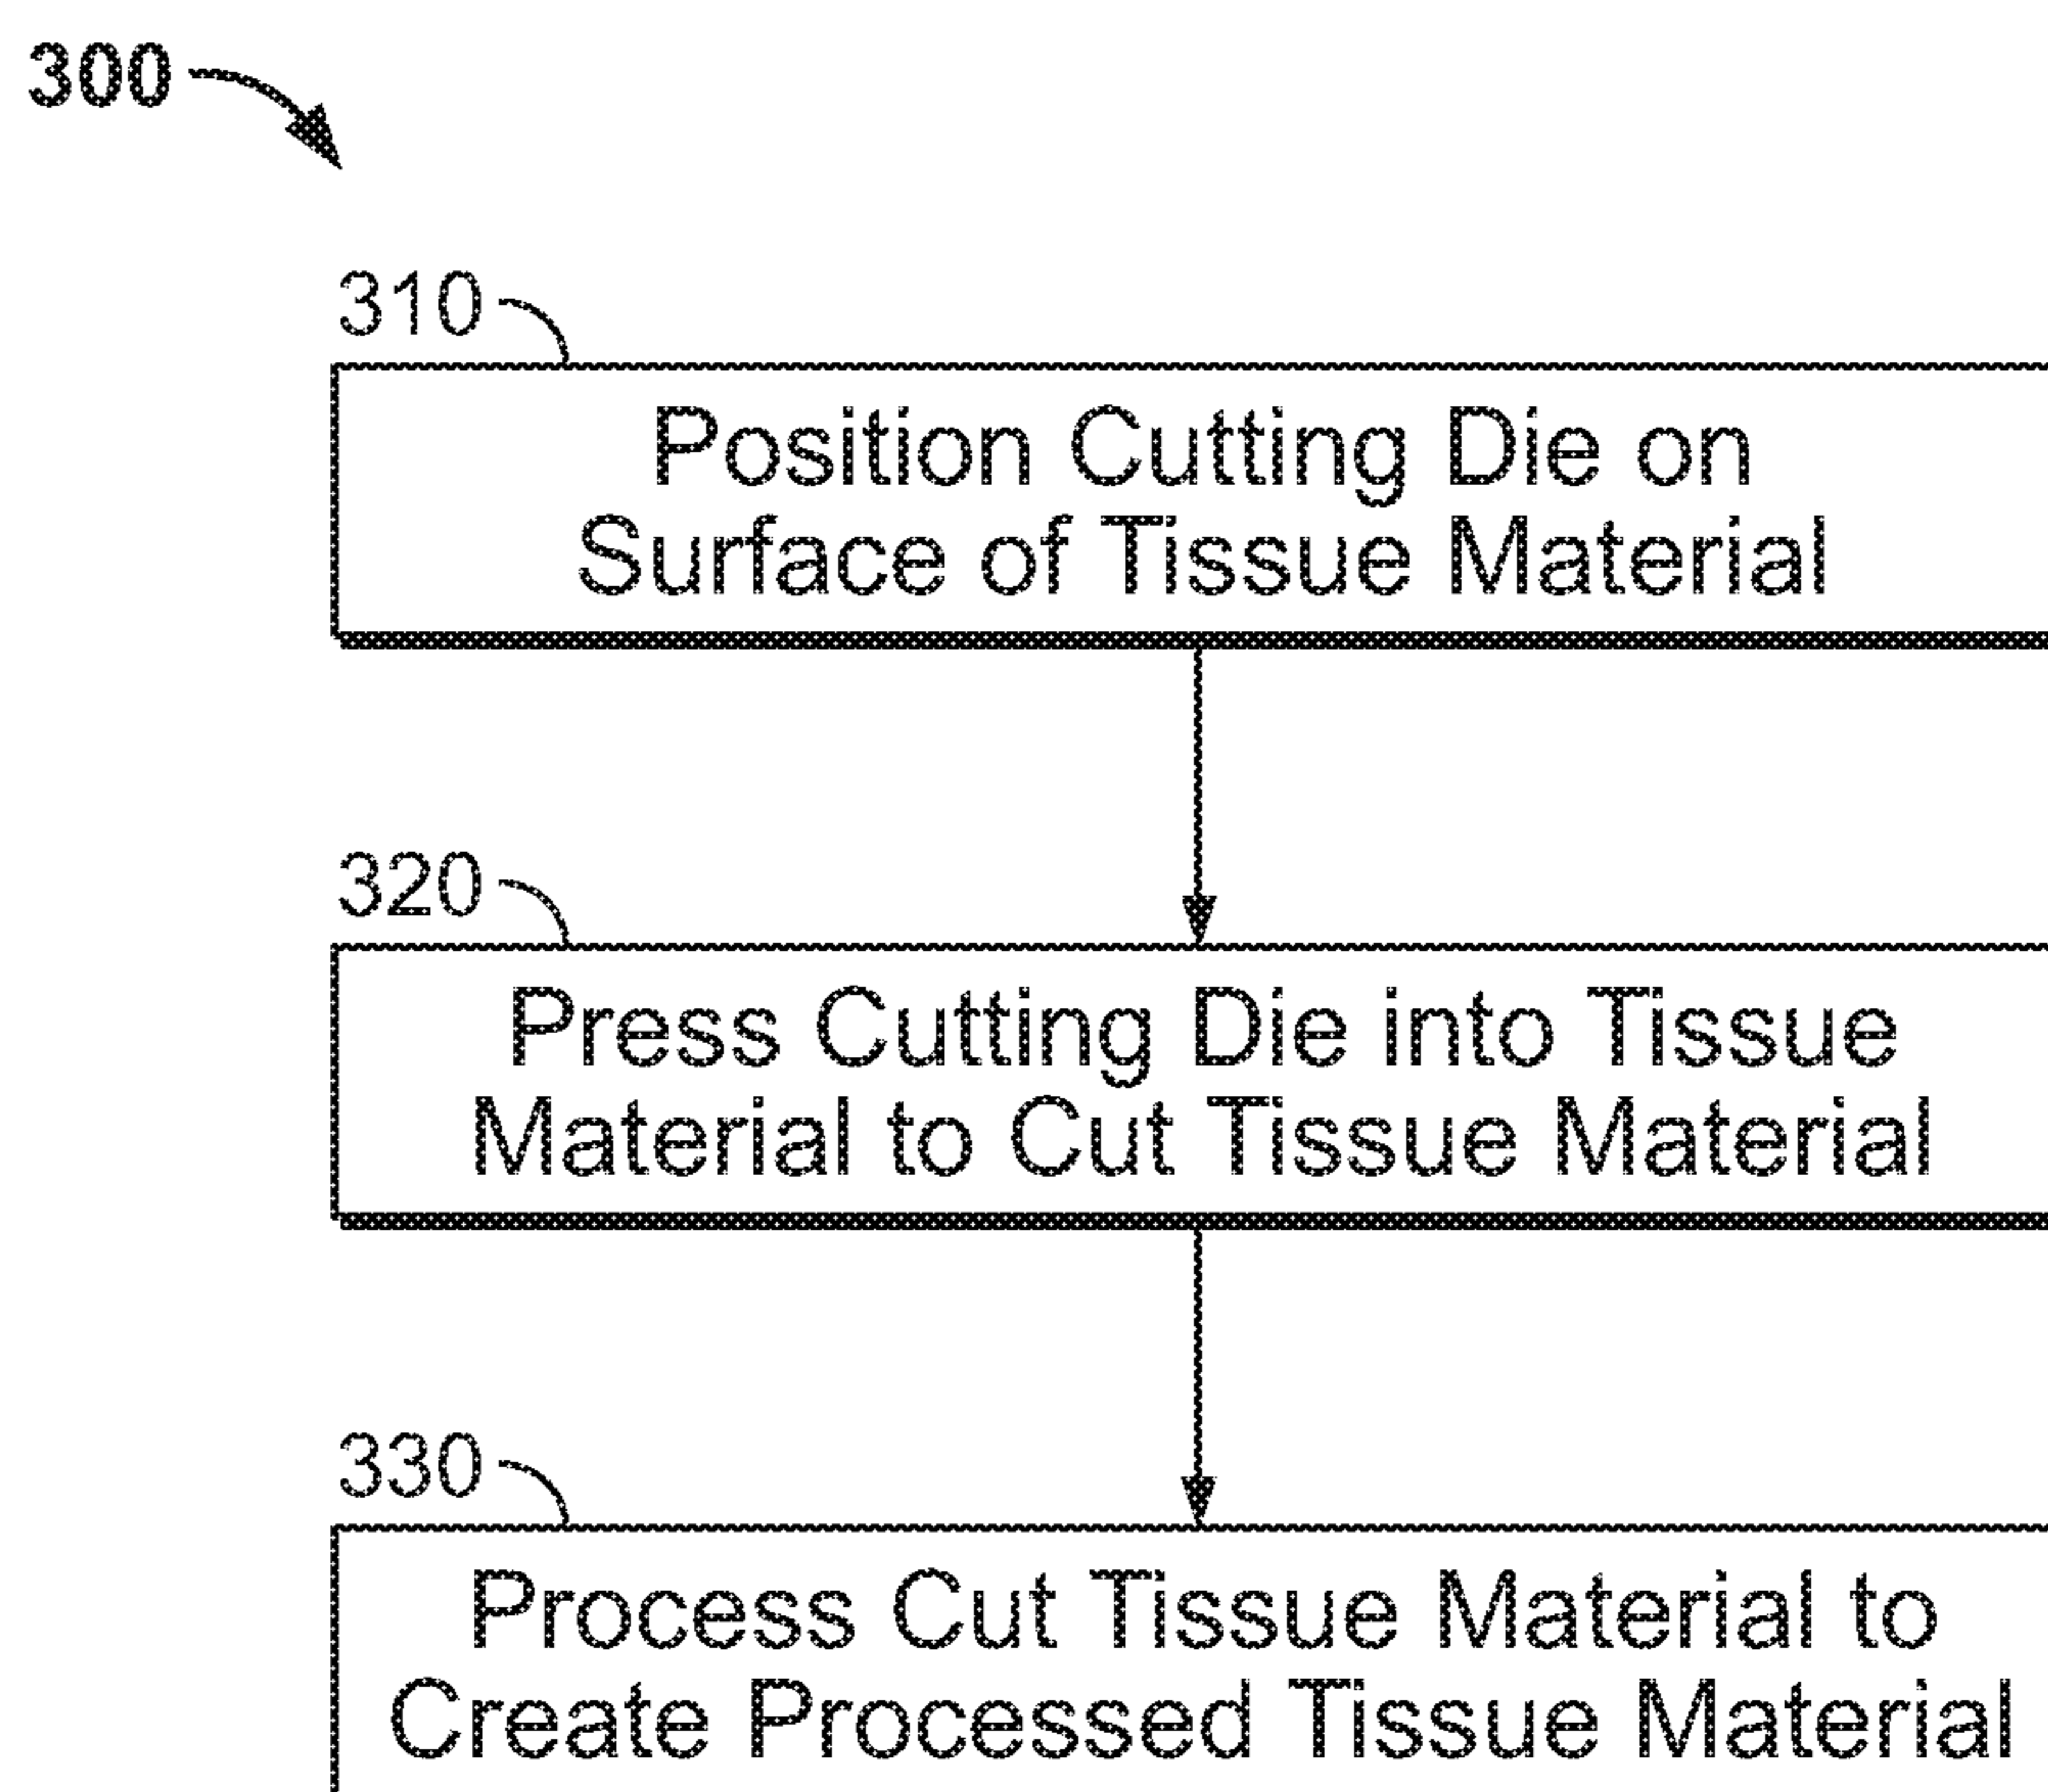 300
310
Position Cutting Die on
Surface of Tissue Material
320
Press Cutting Die into Tissue
Material to Cut Tissue Material
330
Process Cut Tissue Material to
Create Processed Tissue Material